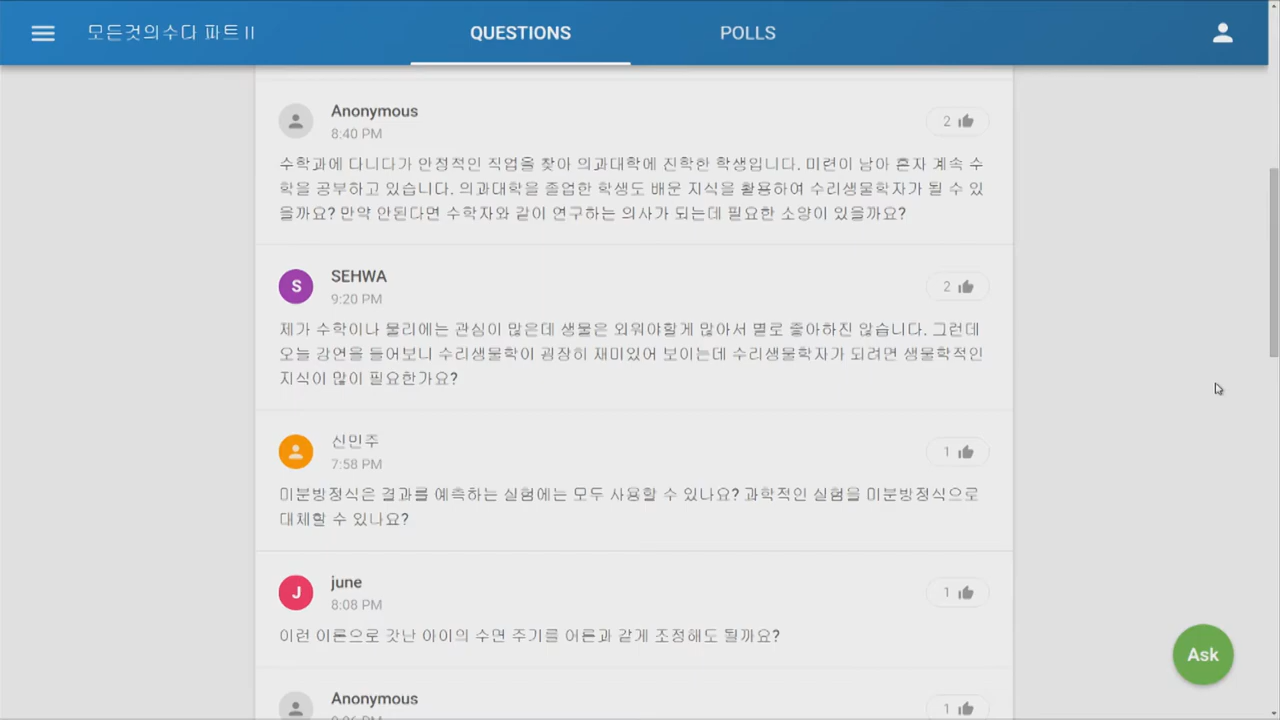 모든것의수다 파트Ⅱ
QUESTIONS
POLLS
Anonymous
8:40 PM
2
수학과에 다니다가 안정적인 직업을 찾아 의과대학에 진학한 학생입니다. 미련이 남아 혼자 계속 수
학을 공부하고 있습니다. 의과대학을 졸업한 학생도 배운 지식을 활용하여 수리생물학자가 될 수 있
을까요? 만약 안된다면 수학자와 같이 연구하는 의사가 되는데 필요한 소양이 있을까요?
S
SEHWA
9:20 PM
2
제가 수학이나 물리에는 관심이 많은데 생물은 외워야할게 많아서 별로 좋아하진 않습니다. 그런데
오늘 강연을 들어보니 수리생물학이 굉장히 재미있어 보이는데 수리생물학자가 되려면 생물학적인
지식이 많이 필요한가요?
신민주
7:58 PM
1
미분방정식은 결과를 예측하는 실험에는 모두 사용할 수 있나요? 과학적인 실험을 미분방정식으로
대체할 수 있나요?
J
june
8:08 PM
1
이런 이론으로 갓난 아이의 수면 주기를 어른과 같게 조정해도 될까요?
Ask
Anonymous
1